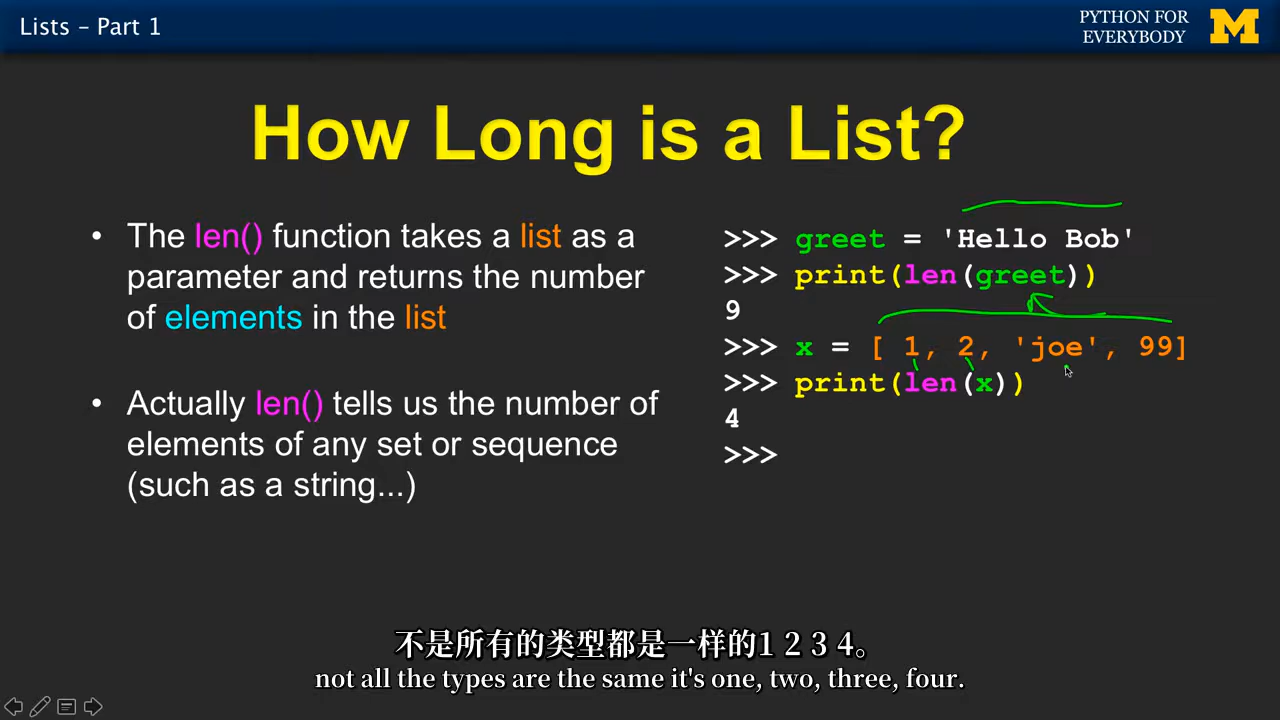 Lists – Part 1
PYTHON FOR
EVERYBODY
M
How Long is a List?
• The len() function takes a list as a
parameter and returns the number
of elements in the list
• Actually len() tells us the number of
elements of any set or sequence
(such as a string...)
>>> greet = 'Hello Bob'
>>> print(len(greet))
9
>>> x = [ 1, 2, 'joe', 99]
>>> print(len(x))
4
>>>
不是所有的类型都是一样的1 2 3 4。
not all the types are the same it's one, two, three, four.